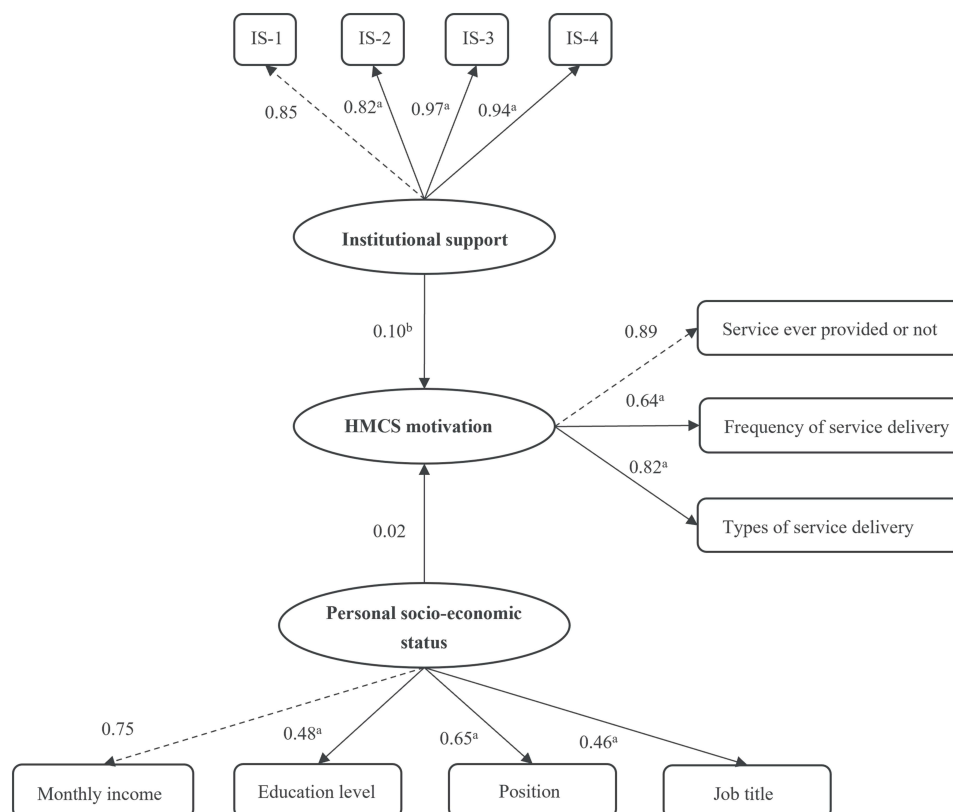 IS-1
IS-2
IS-3
IS-4
0.85
0.82ᵃ
0.97ᵃ
0.94ᵃ
Institutional support
0.10ᵇ
0.89
Service ever provided or not
HMCS motivation
0.64ᵃ
Frequency of service delivery
0.82ᵃ
Types of service delivery
0.02
Personal socio-economic
status
0.75
0.48ᵃ
0.65ᵃ
0.46ᵃ
Monthly income
Education level
Position
Job title